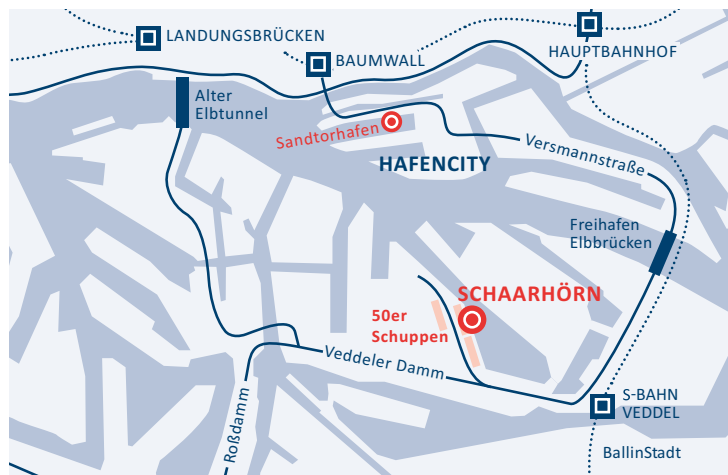 LANDUNGSBRÜCKEN
BAUMWALL
HAUPTBAHNHOF
Alter
Elbtunnel
Sandtorhafen
HAFENCITY
Versmannstraße
Freihafen
Elbbrücken
SCHAARHÖRN
50er
Schuppen
Veddeler Damm
Roßdamm
S-BAHN
VEDDEL
BallinStadt